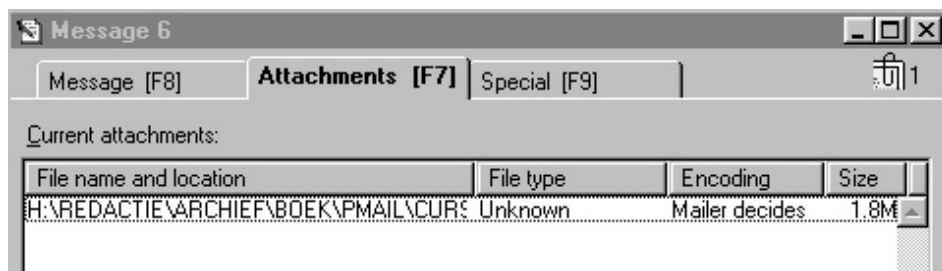 Message 6
Message [F8] Attachments [F7] Special [F9] 1
Current attachments:
File name and location File type Encoding Size
H:\REDACTIE\ARCHIEF\BOEK\PMAIL\CURS Unknown Mailer decides 1.8M